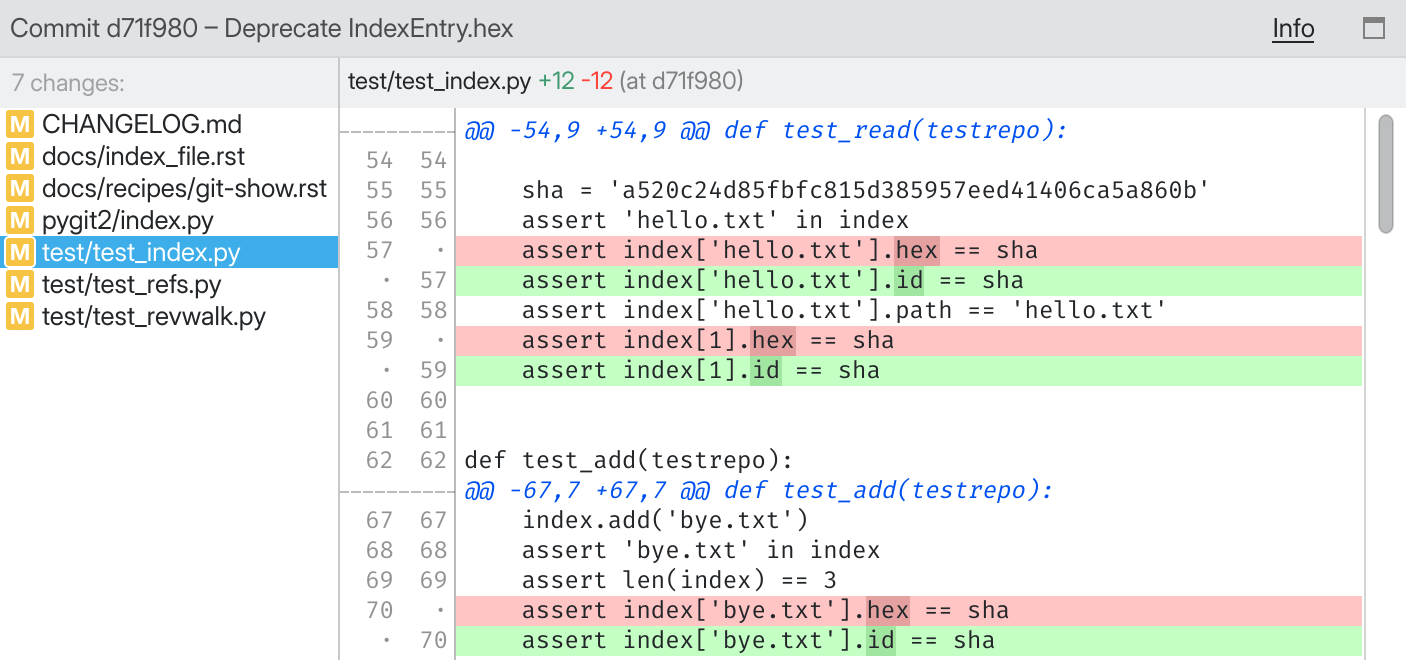 Commit d71f980 – Deprecate IndexEntry.hex Info
7 changes:
M CHANGELOG.md
M docs/index_file.rst
M docs/recipes/git-show.rst
M pygit2/index.py
M test/test_index.py
M test/test_refs.py
M test/test_revwalk.py
test/test_index.py +12 -12 (at d71f980)
@@ -54,9 +54,9 @@ def test_read(testrepo):
54 54
55 55     sha = 'a520c24d85fbfc815d385957eed41406ca5a860b'
56 56     assert 'hello.txt' in index
57 ·     assert index['hello.txt'].hex == sha
· 57     assert index['hello.txt'].id == sha
58 58     assert index['hello.txt'].path == 'hello.txt'
59 ·     assert index[1].hex == sha
· 59     assert index[1].id == sha
60 60
61 61
62 62 def test_add(testrepo):
@@ -67,7 +67,7 @@ def test_add(testrepo):
67 67     index.add('bye.txt')
68 68     assert 'bye.txt' in index
69 69     assert len(index) == 3
70 ·     assert index['bye.txt'].hex == sha
· 70     assert index['bye.txt'].id == sha